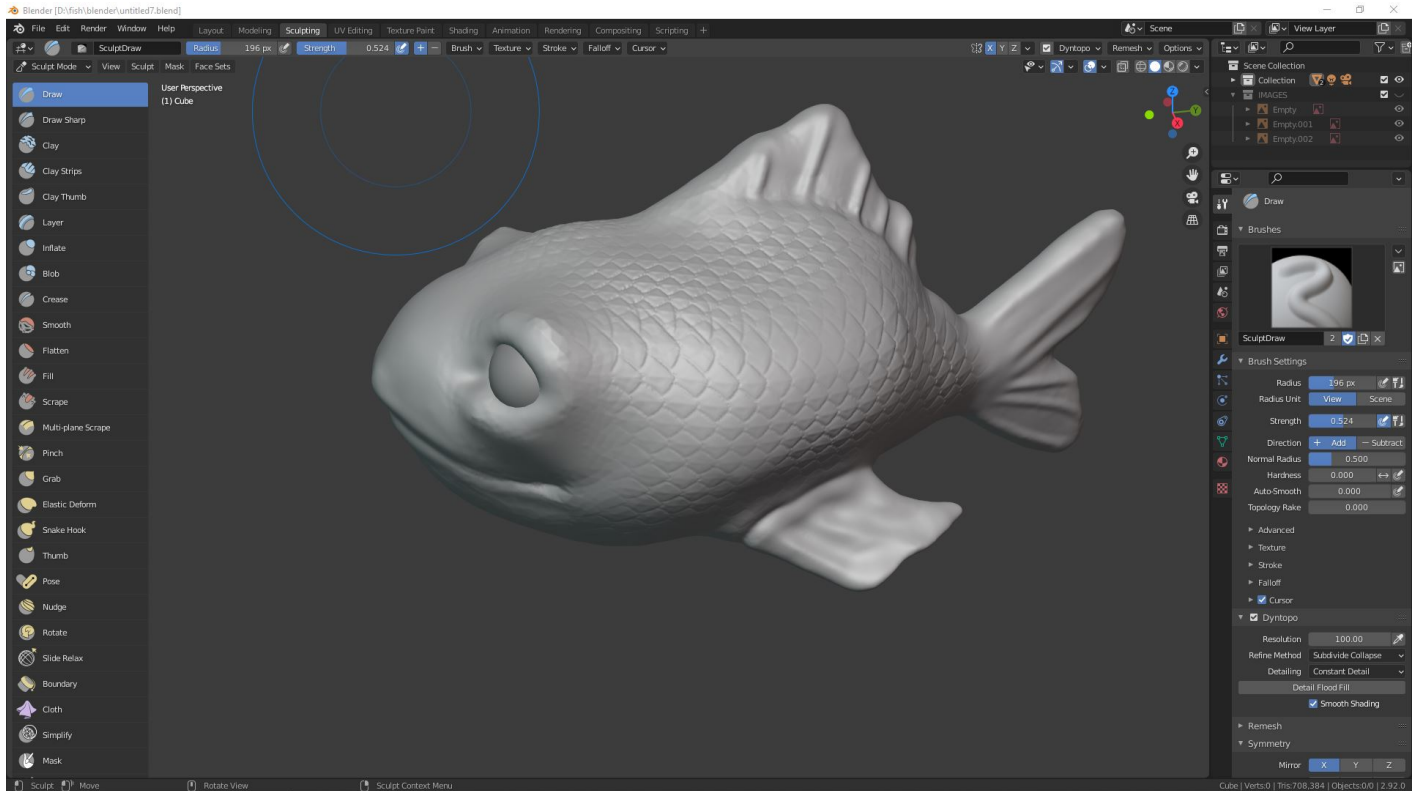 Blender [D:\fish\blender\untitled7.blend]
File Edit Render Window Help Layout Modeling Sculpting UV Editing Texture Paint Shading Animation Rendering Compositing Scripting + Scene View Layer
SculptDraw Radius 196 px Strength 0.524 + − Brush Texture Stroke Falloff Cursor X Y Z Dyntopo Remesh Options
Sculpt Mode View Sculpt Mask Face Sets
User Perspective
(1) Cube
Draw
Draw Sharp
Clay
Clay Strips
Clay Thumb
Layer
Inflate
Blob
Crease
Smooth
Flatten
Fill
Scrape
Multi-plane Scrape
Pinch
Grab
Elastic Deform
Snake Hook
Thumb
Pose
Nudge
Rotate
Slide Relax
Boundary
Cloth
Simplify
Mask
Z
Y
X
Scene Collection
Collection 2
IMAGES
Empty
Empty.001
Empty.002
Draw
Brushes
SculptDraw 2
Brush Settings
Radius 196 px
Radius Unit View Scene
Strength 0.524
Direction + Add − Subtract
Normal Radius 0.500
Hardness 0.000
Auto-Smooth 0.000
Topology Rake 0.000
Advanced
Texture
Stroke
Falloff
Cursor
Dyntopo
Resolution 100.00
Refine Method Subdivide Collapse
Detailing Constant Detail
Detail Flood Fill
Smooth Shading
Remesh
Symmetry
Mirror X Y Z
Sculpt Move Rotate View Sculpt Context Menu Cube | Verts:0 | Tris:708,384 | Objects:0/0 | 2.92.0